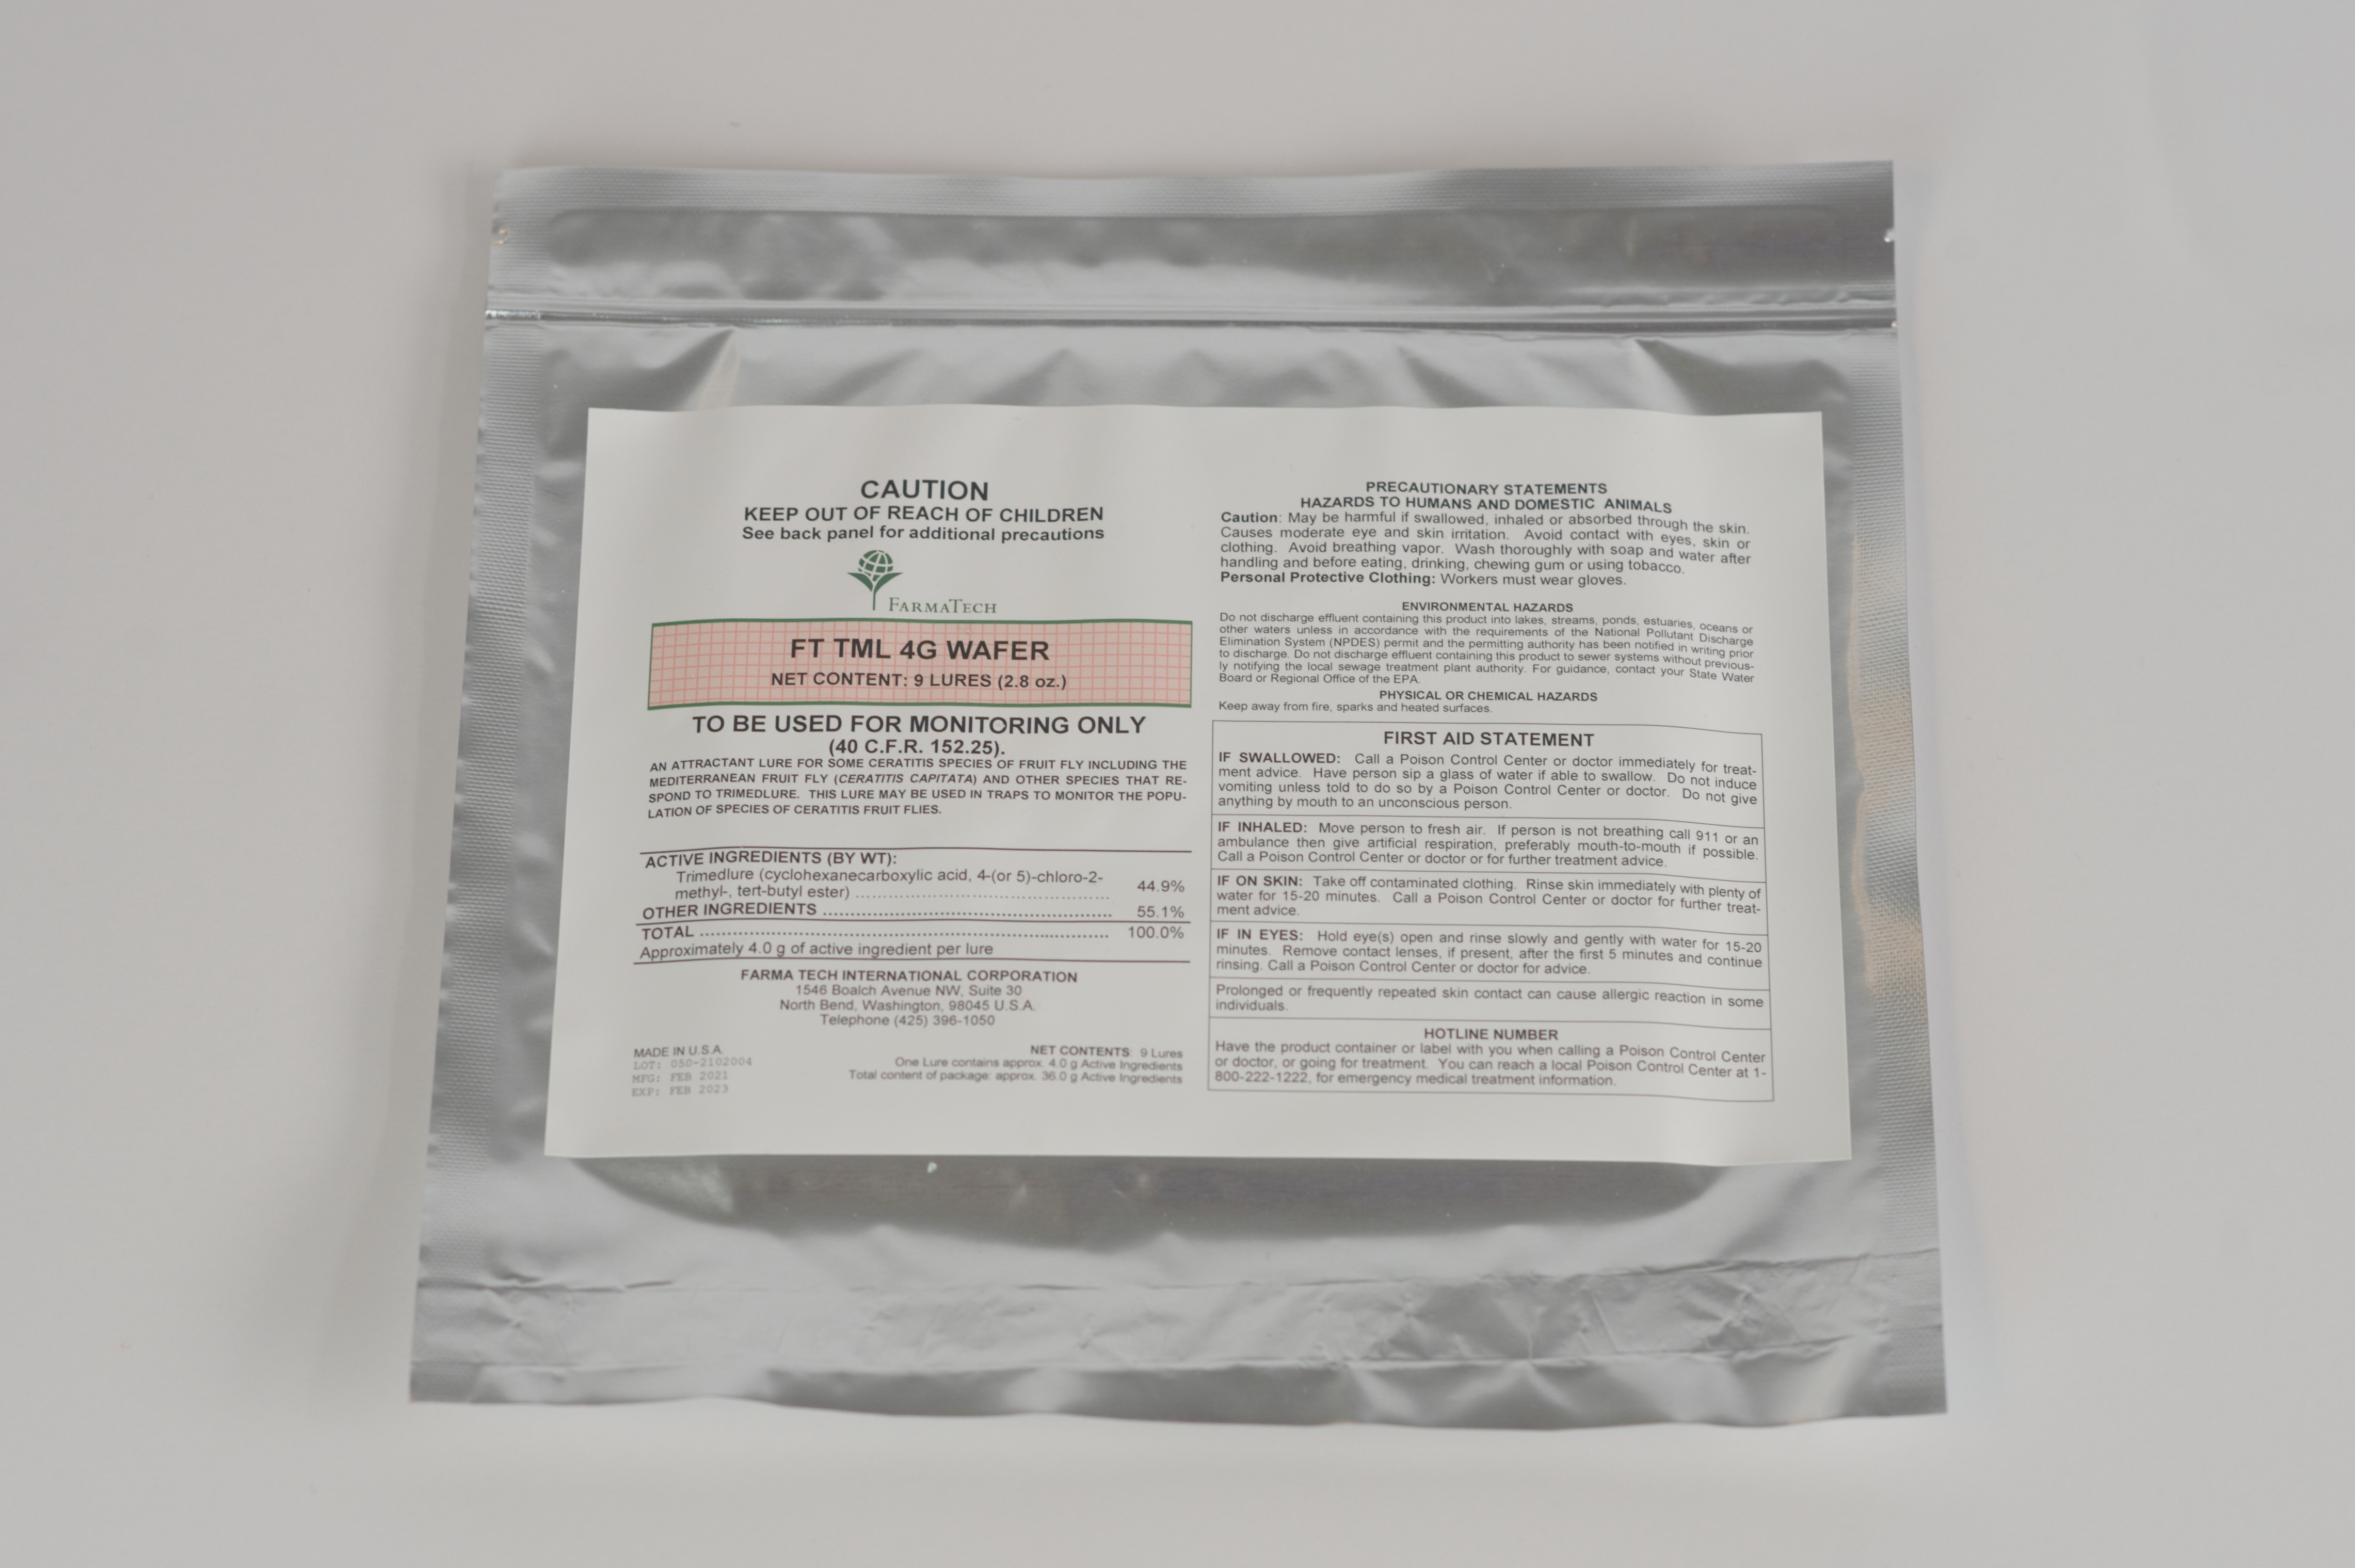 CAUTION
KEEP OUT OF REACH OF CHILDREN
See back panel for additional precautions
FARMATECH
FT TML 4G WAFER
NET CONTENT: 9 LURES (2.8 oz.)
TO BE USED FOR MONITORING ONLY
(40 C.F.R. 152.25).
AN ATTRACTANT LURE FOR SOME CERATITIS SPECIES OF FRUIT FLY INCLUDING THE
MEDITERRANEAN FRUIT FLY (CERATITIS CAPITATA) AND OTHER SPECIES THAT RE-
SPOND TO TRIMEDLURE. THIS LURE MAY BE USED IN TRAPS TO MONITOR THE POPU-
LATION OF SPECIES OF CERATITIS FRUIT FLIES.
ACTIVE INGREDIENTS (BY WT):
Trimedlure (cyclohexanecarboxylic acid, 4-(or 5)-chloro-2-
methyl-, tert-butyl ester) .......... 44.9%
OTHER INGREDIENTS .......... 55.1%
TOTAL .......... 100.0%
Approximately 4.0 g of active ingredient per lure
FARMA TECH INTERNATIONAL CORPORATION
1546 Boalch Avenue NW, Suite 30
North Bend, Washington, 98045 U.S.A.
Telephone (425) 396-1050
MADE IN U.S.A.
LOT: 050-2102004
MFG: FEB 2021
EXP: FEB 2023
NET CONTENTS: 9 Lures
One Lure contains approx. 4.0 g Active Ingredients
Total content of package: approx. 36.0 g Active Ingredients
PRECAUTIONARY STATEMENTS
HAZARDS TO HUMANS AND DOMESTIC ANIMALS
Caution: May be harmful if swallowed, inhaled or absorbed through the skin.
Causes moderate eye and skin irritation. Avoid contact with eyes, skin or
clothing. Avoid breathing vapor. Wash thoroughly with soap and water after
handling and before eating, drinking, chewing gum or using tobacco.
Personal Protective Clothing: Workers must wear gloves.
ENVIRONMENTAL HAZARDS
Do not discharge effluent containing this product into lakes, streams, ponds, estuaries, oceans or
other waters unless in accordance with the requirements of the National Pollutant Discharge
Elimination System (NPDES) permit and the permitting authority has been notified in writing prior
to discharge. Do not discharge effluent containing this product to sewer systems without previous-
ly notifying the local sewage treatment plant authority. For guidance, contact your State Water
Board or Regional Office of the EPA.
PHYSICAL OR CHEMICAL HAZARDS
Keep away from fire, sparks and heated surfaces.
FIRST AID STATEMENT
IF SWALLOWED: Call a Poison Control Center or doctor immediately for treat-
ment advice. Have person sip a glass of water if able to swallow. Do not induce
vomiting unless told to do so by a Poison Control Center or doctor. Do not give
anything by mouth to an unconscious person.
IF INHALED: Move person to fresh air. If person is not breathing call 911 or an
ambulance then give artificial respiration, preferably mouth-to-mouth if possible.
Call a Poison Control Center or doctor or for further treatment advice.
IF ON SKIN: Take off contaminated clothing. Rinse skin immediately with plenty of
water for 15-20 minutes. Call a Poison Control Center or doctor for further treat-
ment advice.
IF IN EYES: Hold eye(s) open and rinse slowly and gently with water for 15-20
minutes. Remove contact lenses, if present, after the first 5 minutes and continue
rinsing. Call a Poison Control Center or doctor for advice.
Prolonged or frequently repeated skin contact can cause allergic reaction in some
individuals.
HOTLINE NUMBER
Have the product container or label with you when calling a Poison Control Center
or doctor, or going for treatment. You can reach a local Poison Control Center at 1-
800-222-1222, for emergency medical treatment information.